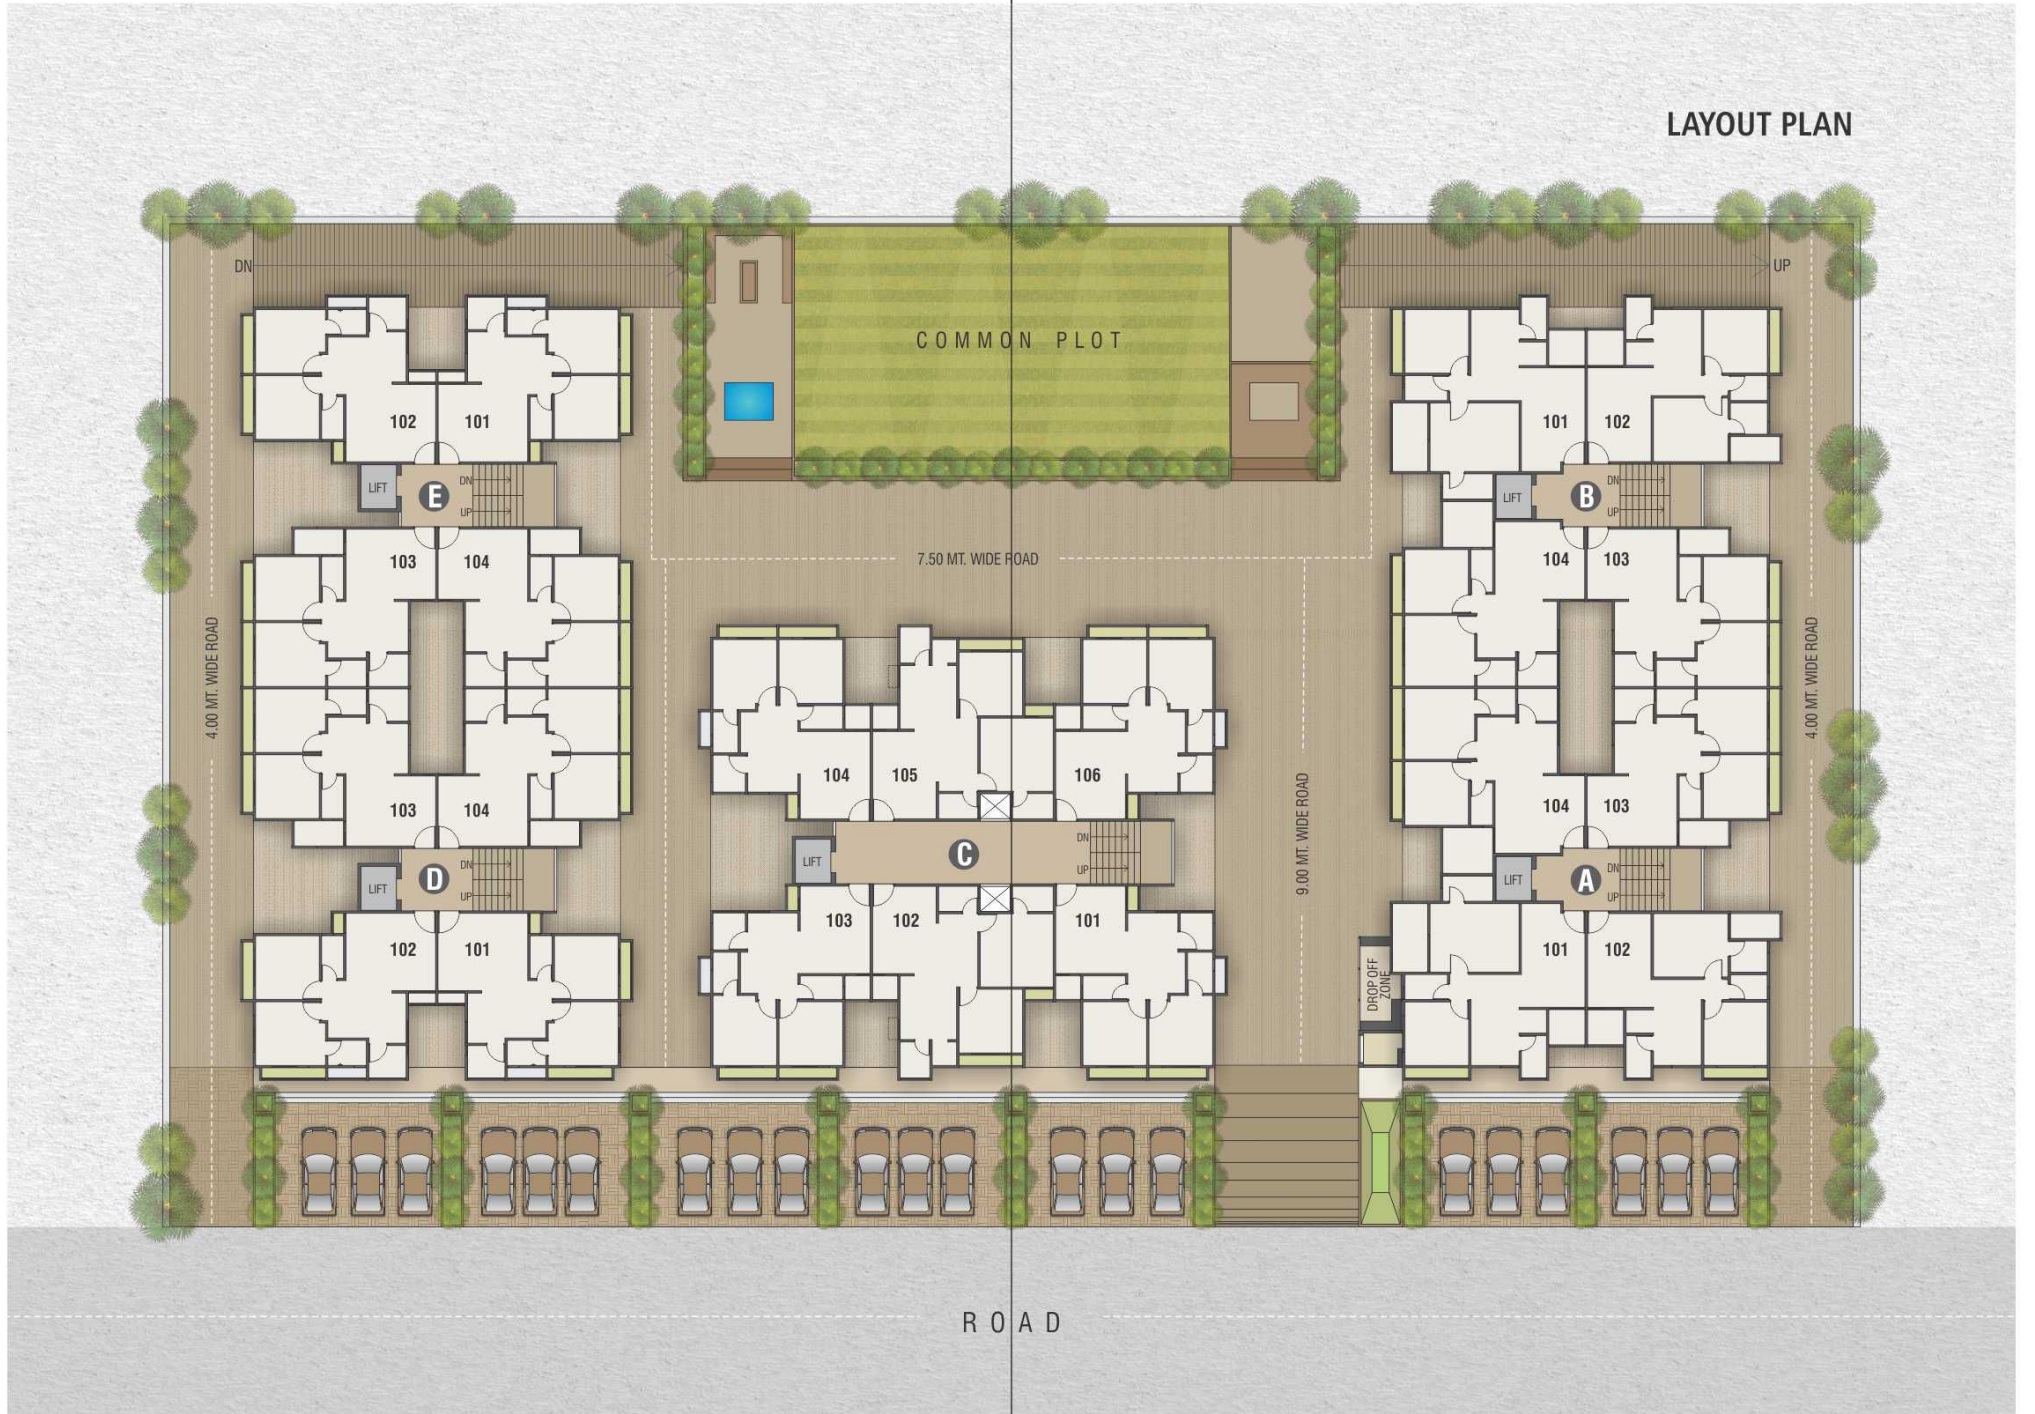 LAYOUT PLAN
DN
UP
COMMON PLOT
102 101
101 102
LIFT
E
DN
UP
LIFT
B
DN
UP
103 104
104 103
7.50 MT. WIDE ROAD
4.00 MT. WIDE ROAD
4.00 MT. WIDE ROAD
9.00 MT. WIDE ROAD
104 105 106
103 104
104 103
LIFT
C
DN
UP
LIFT
D
DN
UP
LIFT
A
DN
UP
103 102 101
102 101
101 102
DROP OFF
ZONE
ROAD